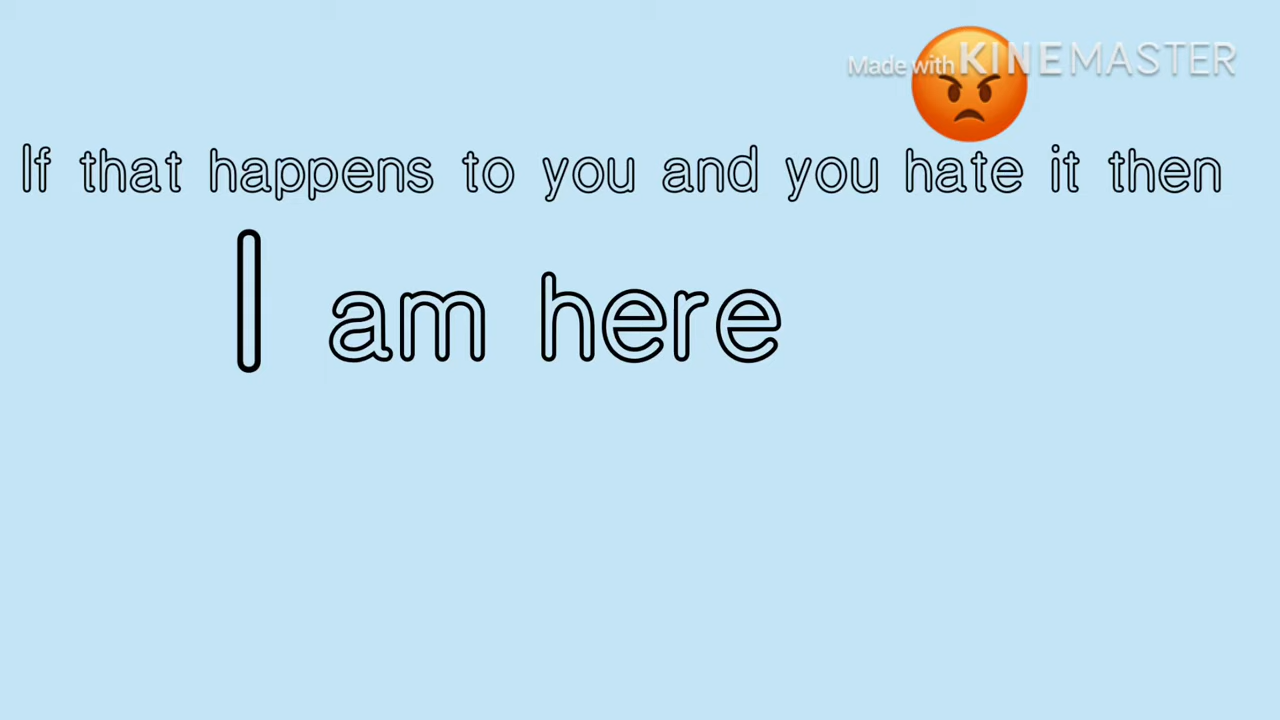 Made with KINEMASTER
If that happens to you and you hate it then
I am here